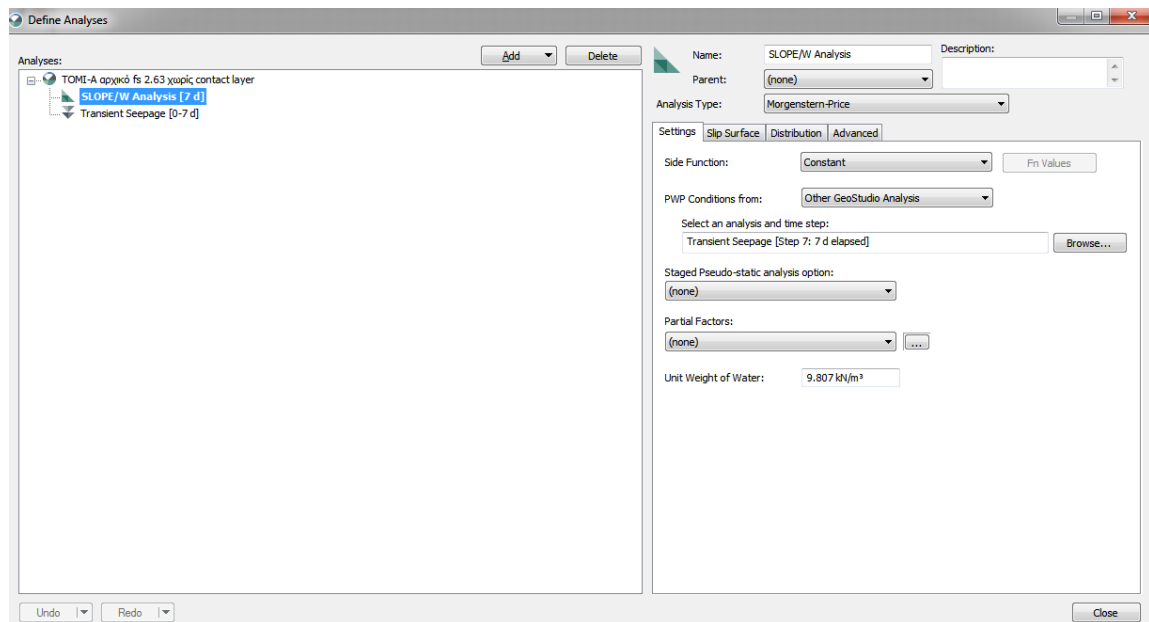 Define Analyses
Analyses:
Add
Delete
TOMI-A αρχικό fs 2.63 χωρίς contact layer
SLOPE/W Analysis [7 d]
Transient Seepage [0-7 d]
Name:
SLOPE/W Analysis
Description:
Parent:
(none)
Analysis Type:
Morgenstern-Price
Settings
Slip Surface
Distribution
Advanced
Side Function:
Constant
Fn Values
PWP Conditions from:
Other GeoStudio Analysis
Select an analysis and time step:
Transient Seepage [Step 7: 7 d elapsed]
Browse...
Staged Pseudo-static analysis option:
(none)
Partial Factors:
(none)
...
Unit Weight of Water:
9.807 kN/m³
Undo
Redo
Close